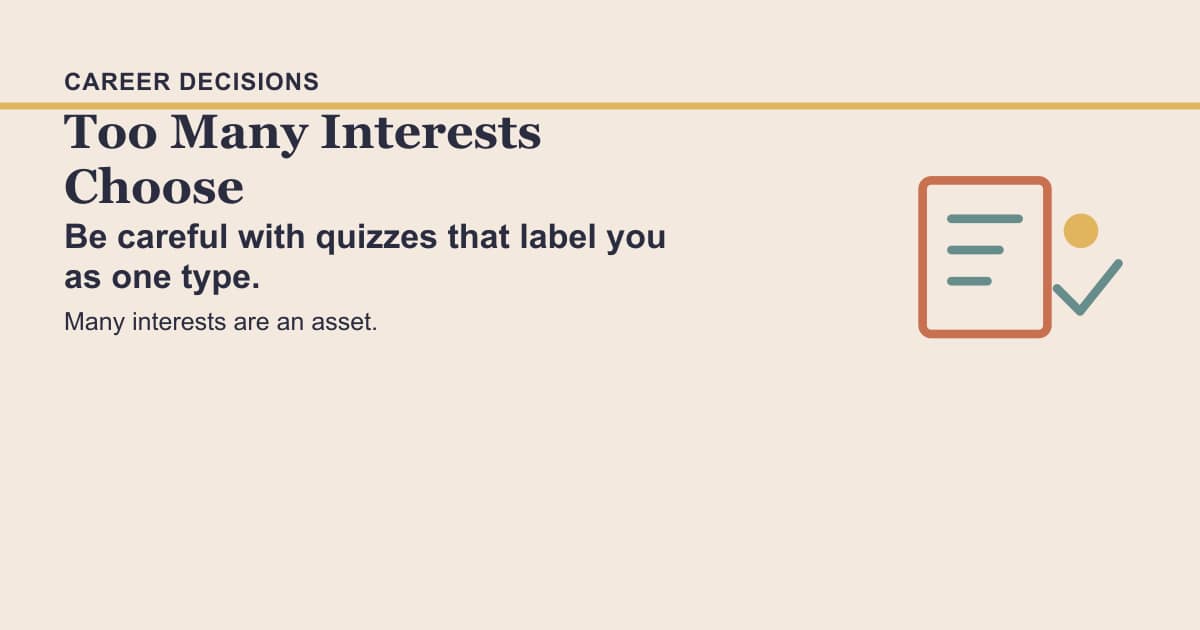 CAREER DECISIONS
Too Many Interests
Choose
Be careful with quizzes that label you
as one type.
Many interests are an asset.